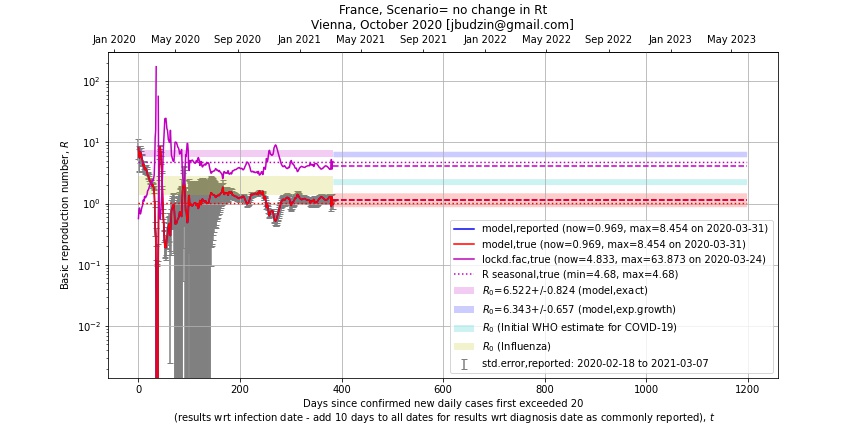 France, Scenario= no change in Rt
Vienna, October 2020 [jbudzin@gmail.com]
Jan 2020 May 2020 Sep 2020 Jan 2021 May 2021 Sep 2021 Jan 2022 May 2022 Sep 2022 Jan 2023 May 2023
Basic reproduction number, R
10²
10¹
10⁰
10⁻¹
10⁻²
model,reported (now=0.969, max=8.454 on 2020-03-31)
model,true (now=0.969, max=8.454 on 2020-03-31)
lockd.fac,true (now=4.833, max=63.873 on 2020-03-24)
R seasonal,true (min=4.68, max=4.68)
R₀=6.522+/-0.824 (model,exact)
R₀=6.343+/-0.657 (model,exp.growth)
R₀ (Initial WHO estimate for COVID-19)
R₀ (Influenza)
std.error,reported: 2020-02-18 to 2021-03-07
0 200 400 600 800 1000 1200
Days since confirmed new daily cases first exceeded 20
(results wrt infection date - add 10 days to all dates for results wrt diagnosis date as commonly reported), t